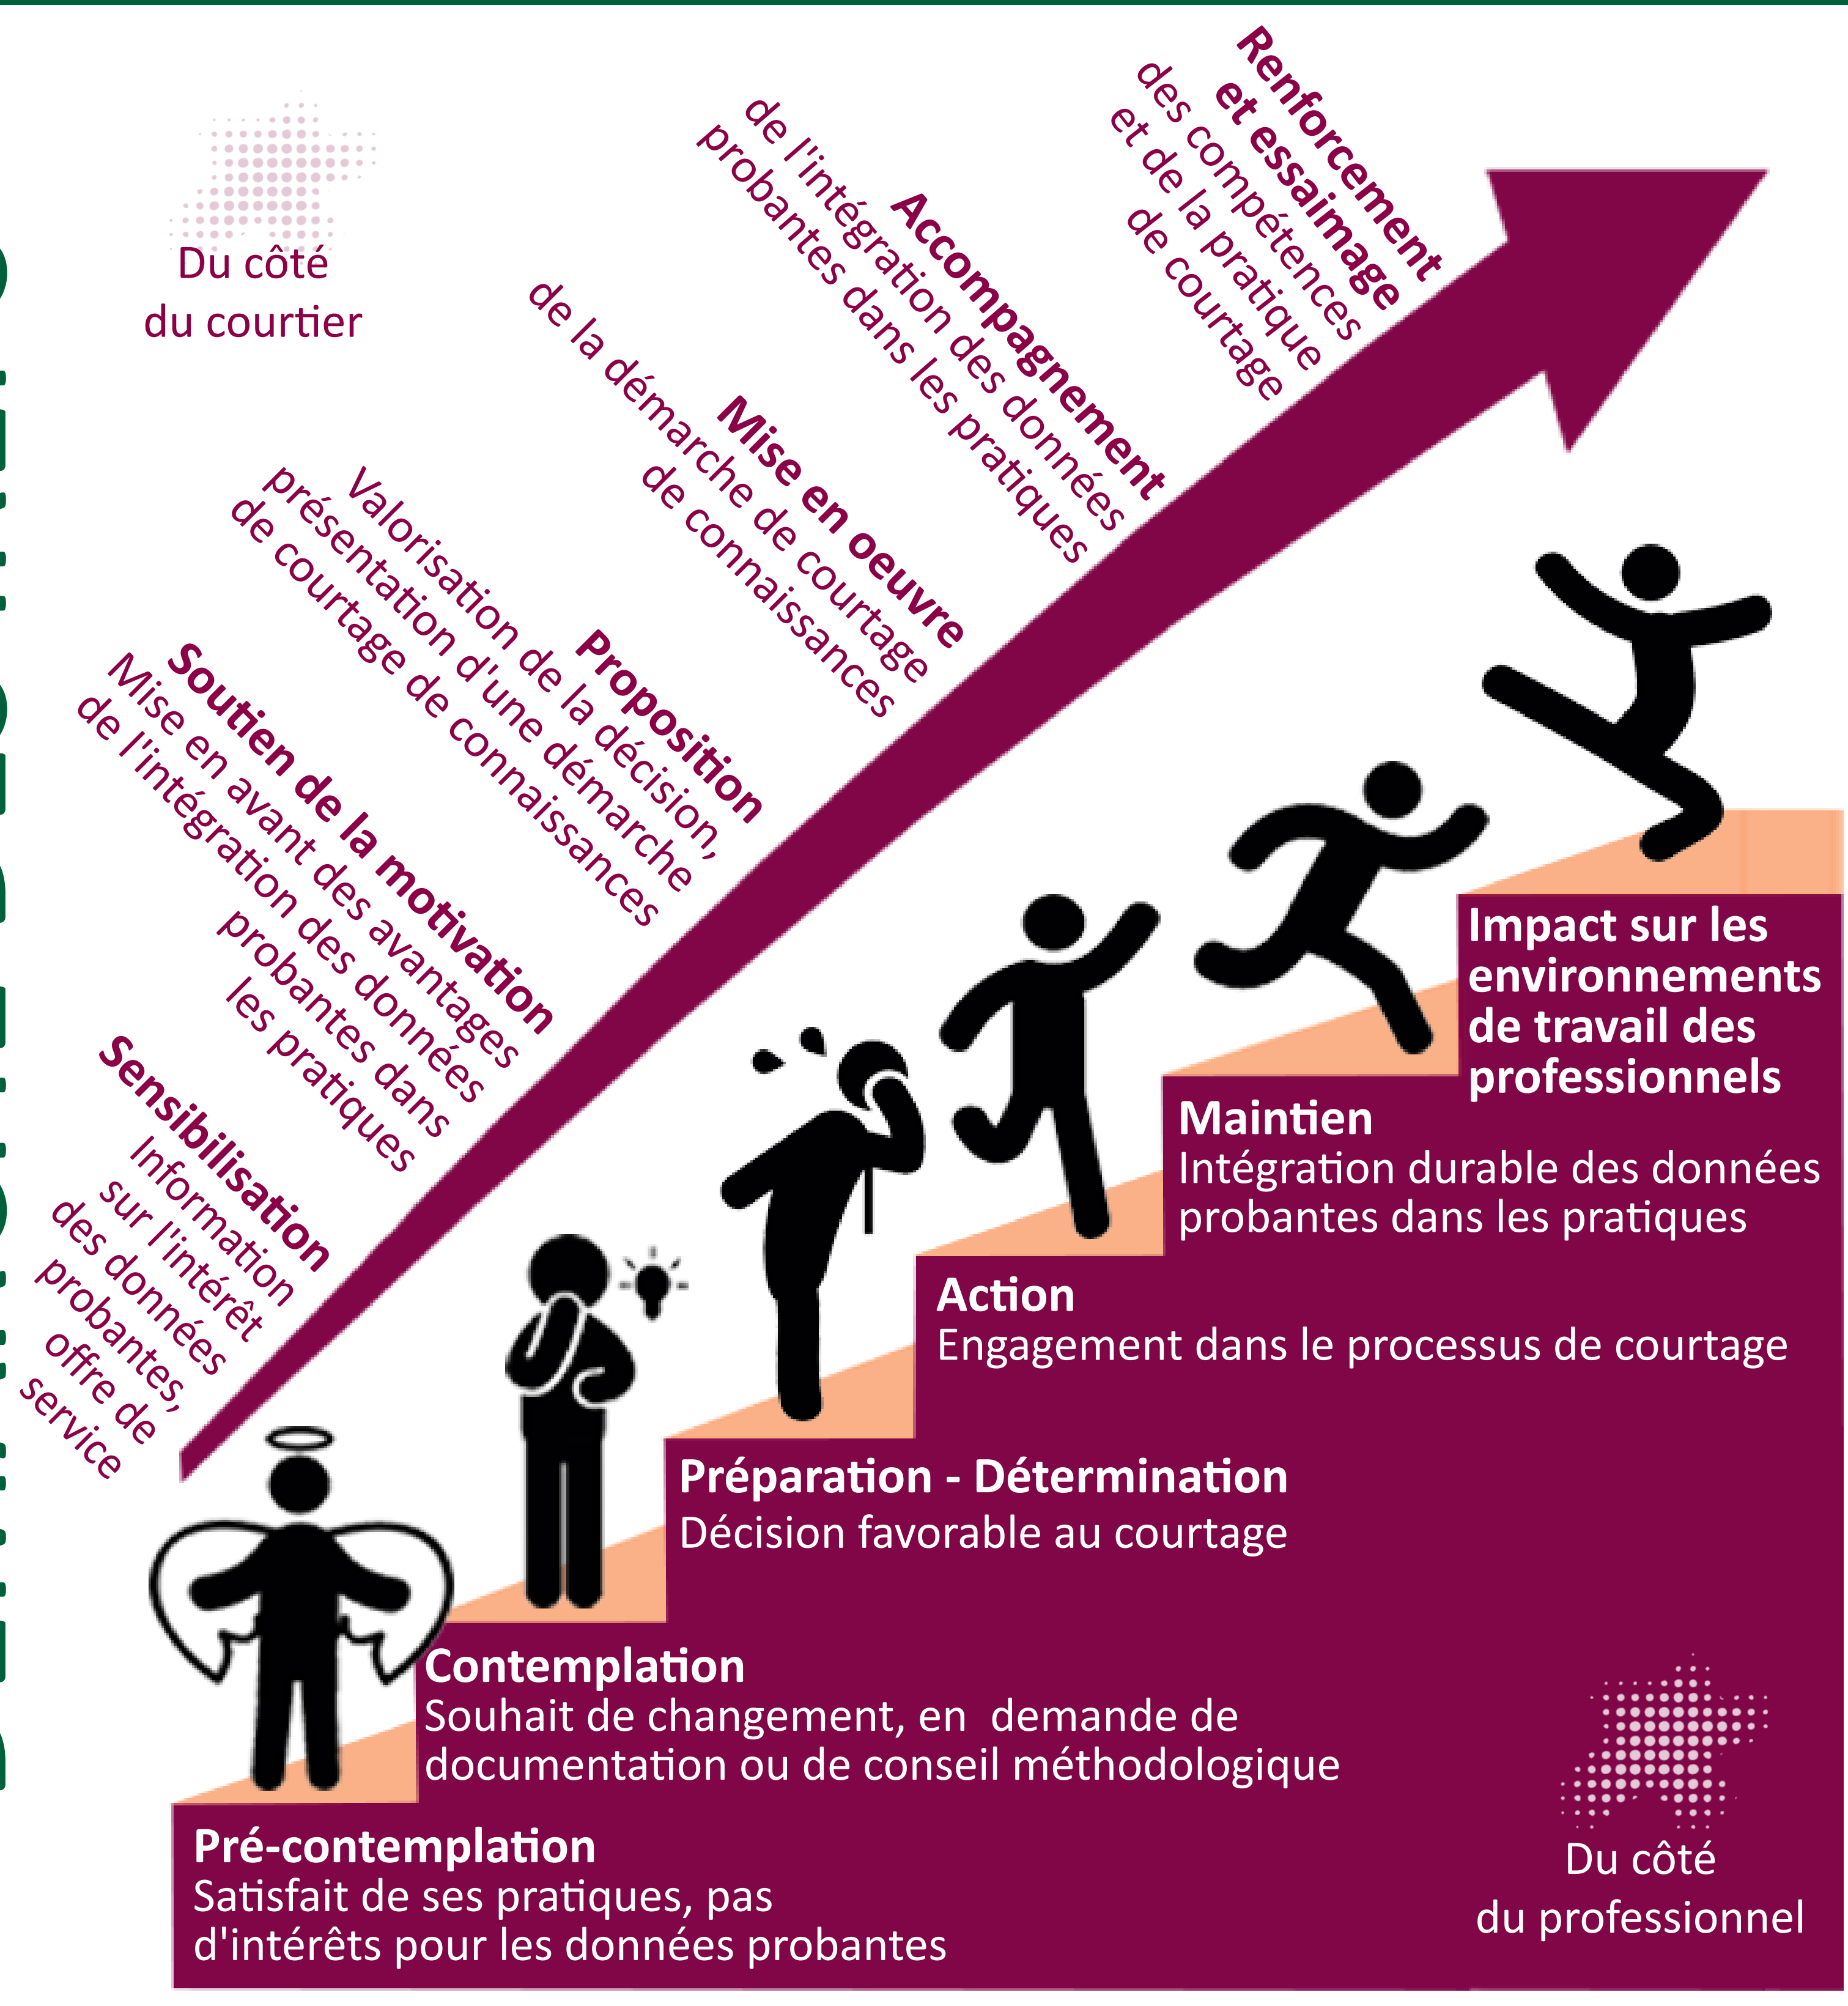 Du côté
du courtier
Sensibilisation
Information
sur l'intérêt
des données
probantes,
offre de
service
Soutien de la motivation
Mise en avant des avantages
de l'intégration des données
probantes dans
les pratiques
Proposition
Valorisation de la décision,
présentation d'une démarche
de courtage de connaissances
Mise en oeuvre
de la démarche de courtage
de connaissances
Accompagnement
de l'intégration des données
probantes dans les pratiques
Renforcement
et essaimage
des compétences
et de la pratique
de courtage
Impact sur les
environnements
de travail des
professionnels
Maintien
Intégration durable des données
probantes dans les pratiques
Action
Engagement dans le processus de courtage
Préparation - Détermination
Décision favorable au courtage
Contemplation
Souhait de changement, en  demande de
documentation ou de conseil méthodologique
Pré-contemplation
Satisfait de ses pratiques, pas
d'intérêts pour les données probantes
Du côté
du professionnel